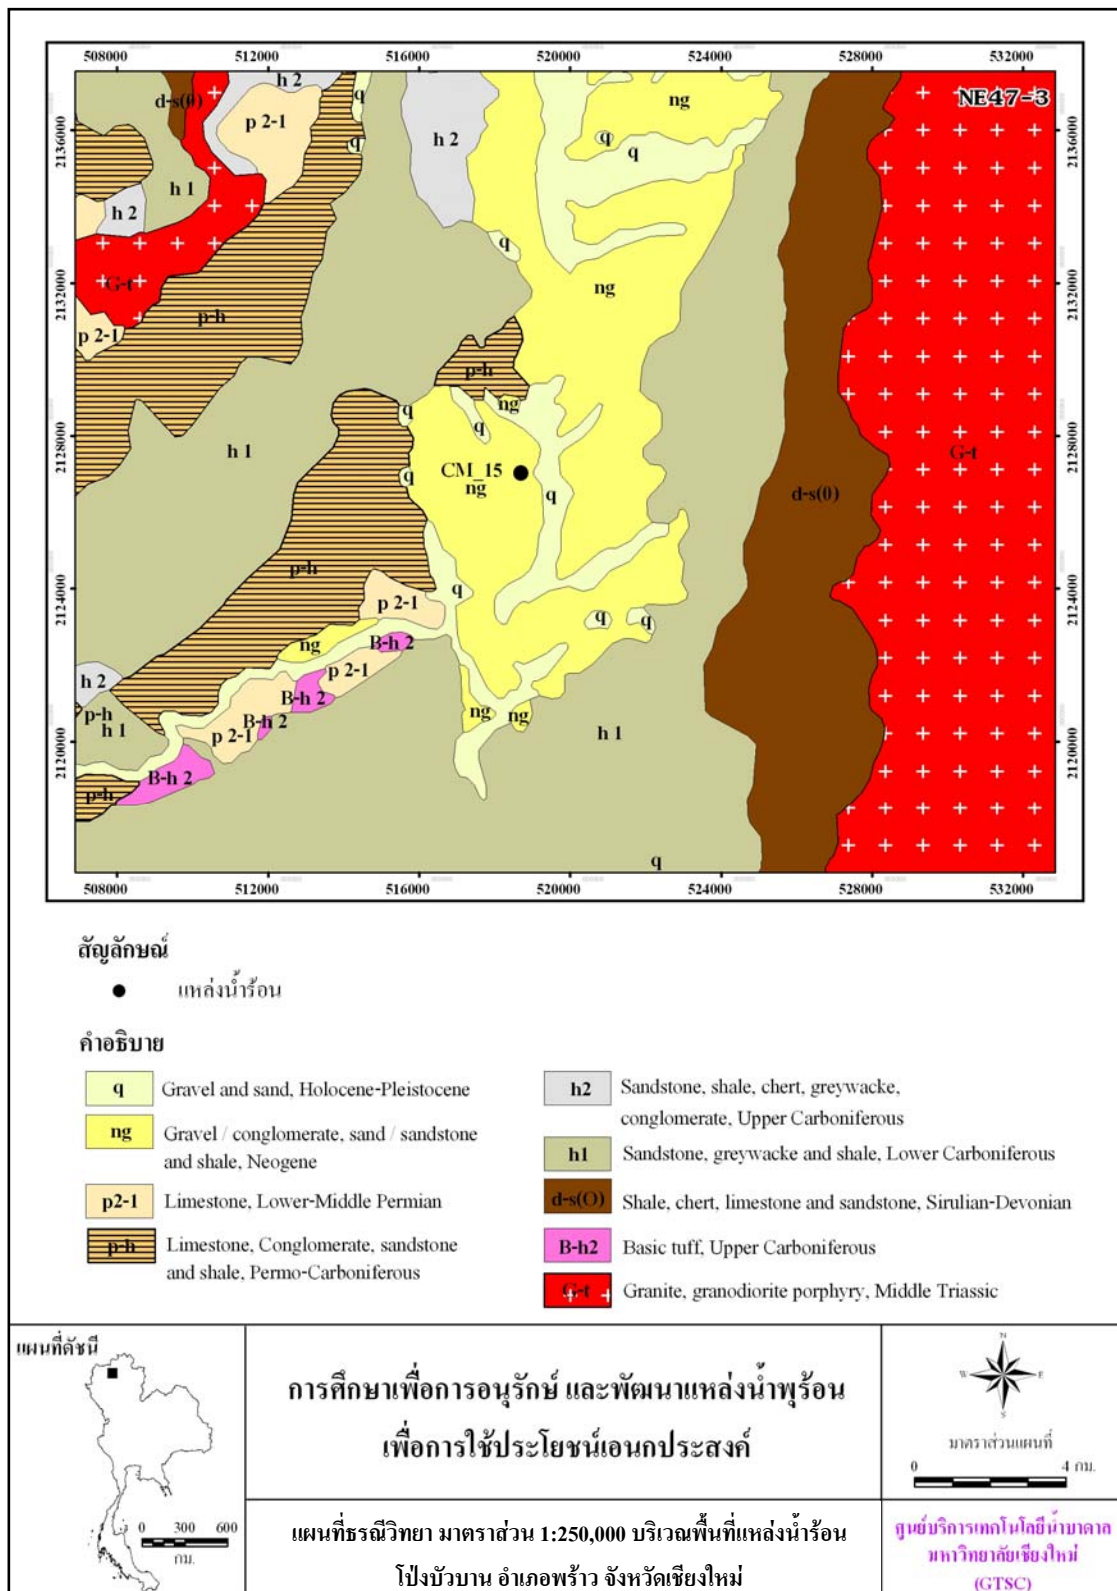 508000 512000 516000 520000 524000 528000 532000
NE47-3
h 2
q
ng
d-s(0)
p 2-1
h 2
q
q
q
2136000
2136000
h 1
h 2
q
ng
2132000
2132000
G-t
p-h
p 2-1
p-h
ng
q
q
2128000
2128000
h 1
G-t
CM_15
ng
q
q
d-s(0)
p-h
q
2124000
2124000
p 2-1
q
q
ng
B-h 2
p 2-1
h 2
B-h 2
p-h
h 1
B-h 2
p 2-1
ng
ng
h 1
2120000
2120000
B-h 2
p-h
q
508000 512000 516000 520000 524000 528000 532000
สัญลักษณ์
แหล่งน้ำร้อน
คำอธิบาย
q Gravel and sand, Holocene-Pleistocene
ng Gravel / conglomerate, sand / sandstone
and shale, Neogene
p2-1 Limestone, Lower-Middle Permian
p-h Limestone, Conglomerate, sandstone
and shale, Permo-Carboniferous
h2 Sandstone, shale, chert, greywacke,
conglomerate, Upper Carboniferous
h1 Sandstone, greywacke and shale, Lower Carboniferous
d-s(O) Shale, chert, limestone and sandstone, Sirulian-Devonian
B-h2 Basic tuff, Upper Carboniferous
G-t Granite, granodiorite porphyry, Middle Triassic
แผนที่ดัชนี
0 300 600
กม.
การศึกษาเพื่อการอนุรักษ์ และพัฒนาแหล่งน้ำพุร้อน
เพื่อการใช้ประโยชน์เอนกประสงค์
แผนที่ธรณีวิทยา มาตราส่วน 1:250,000 บริเวณพื้นที่แหล่งน้ำร้อน
โป่งบัวบาน อำเภอพร้าว จังหวัดเชียงใหม่
N
W E
S
มาตราส่วนแผนที่
0 4 กม.
ศูนย์บริการเทคโนโลยีน้ำบาดาล
มหาวิทยาลัยเชียงใหม่
(GTSC)